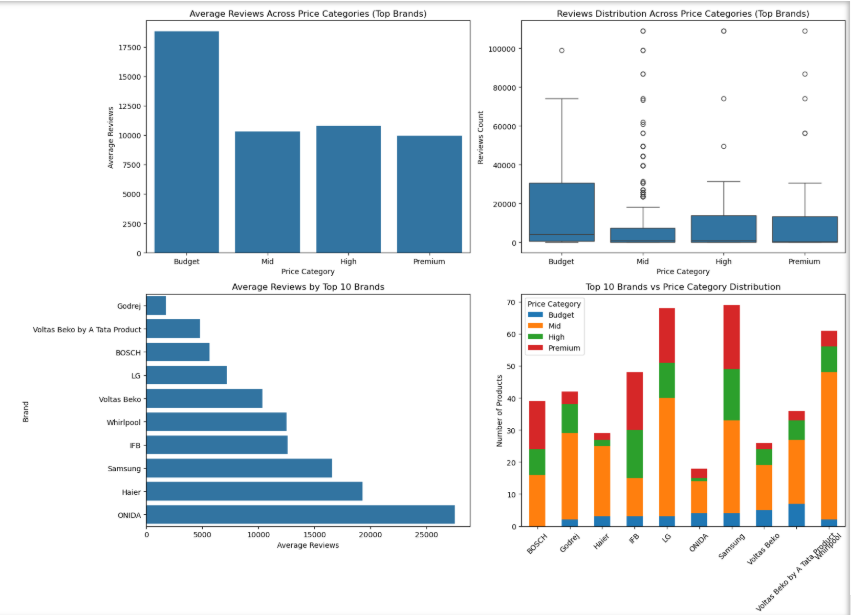 Average Reviews Across Price Categories (Top Brands)
17500
15000
12500
10000
7500
5000
2500
0
Average Reviews
Budget Mid High Premium
Price Category
Reviews Distribution Across Price Categories (Top Brands)
100000
80000
60000
40000
20000
0
Reviews Count
Budget Mid High Premium
Price Category
Average Reviews by Top 10 Brands
Godrej
Voltas Beko by A Tata Product
BOSCH
LG
Voltas Beko
Whirlpool
IFB
Samsung
Haier
ONIDA
Brand
0 5000 10000 15000 20000 25000
Average Reviews
Top 10 Brands vs Price Category Distribution
Price Category
Budget
Mid
High
Premium
70
60
50
40
30
20
10
0
Number of Products
BOSCH
Godrej
Haier
IFB
LG
ONIDA
Samsung
Voltas Beko
Voltas Beko by A Tata Product
Whirlpool